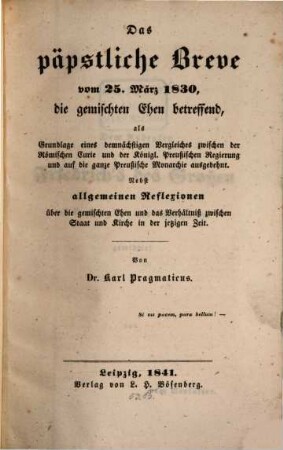 Das
päpstliche Breve
vom 25. März 1830,
die gemischten Ehen betreffend,
als
Grundlage eines demnächstigen Vergleiches zwischen der
Römischen Curie und der Königl. Preußischen Regierung
und auf die ganze Preußische Monarchie ausgedehnt.
Nebst
allgemeinen Reflexionen
über die gemischten Ehen und das Verhältniß zwischen
Staat und Kirche in der jezigen Zeit.
Von
Dr. Karl Pragmaticus.
Si vis pacem, para bellum! —
Leipzig, 1841.
Verlag von L. H. Bösenberg.